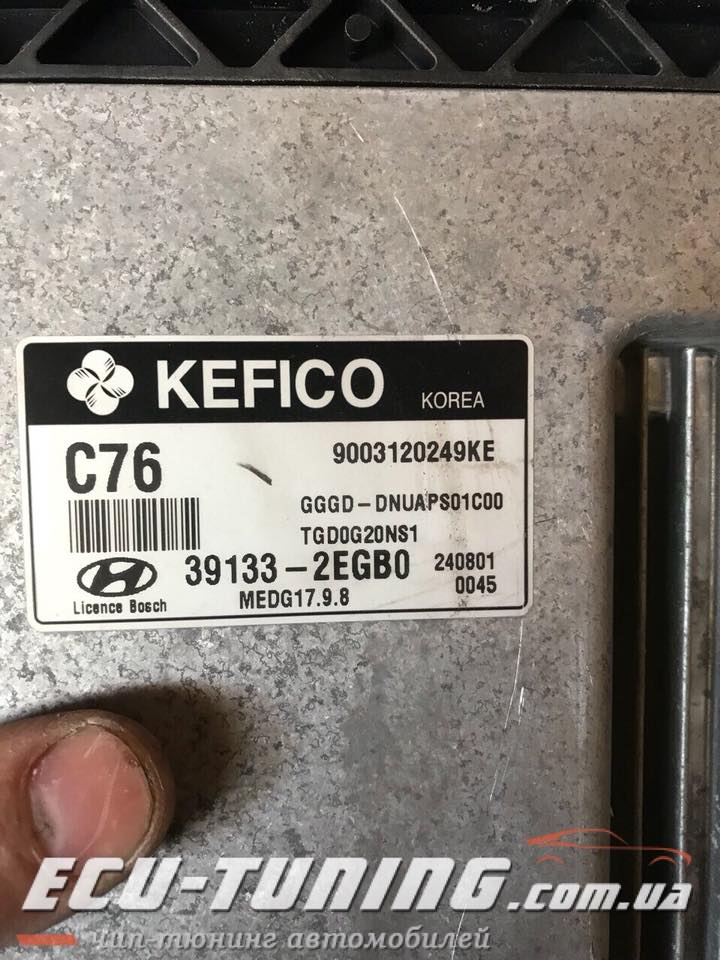 KEFICO KOREA
C76 9003120249KE
GGGD-DNUAPS01C00
TGD0G20NS1
39133-2EGB0 240801
Licence Bosch MEDG17.9.8 0045
ECU-TUNING.com.ua
чип-тюнинг автомобилей